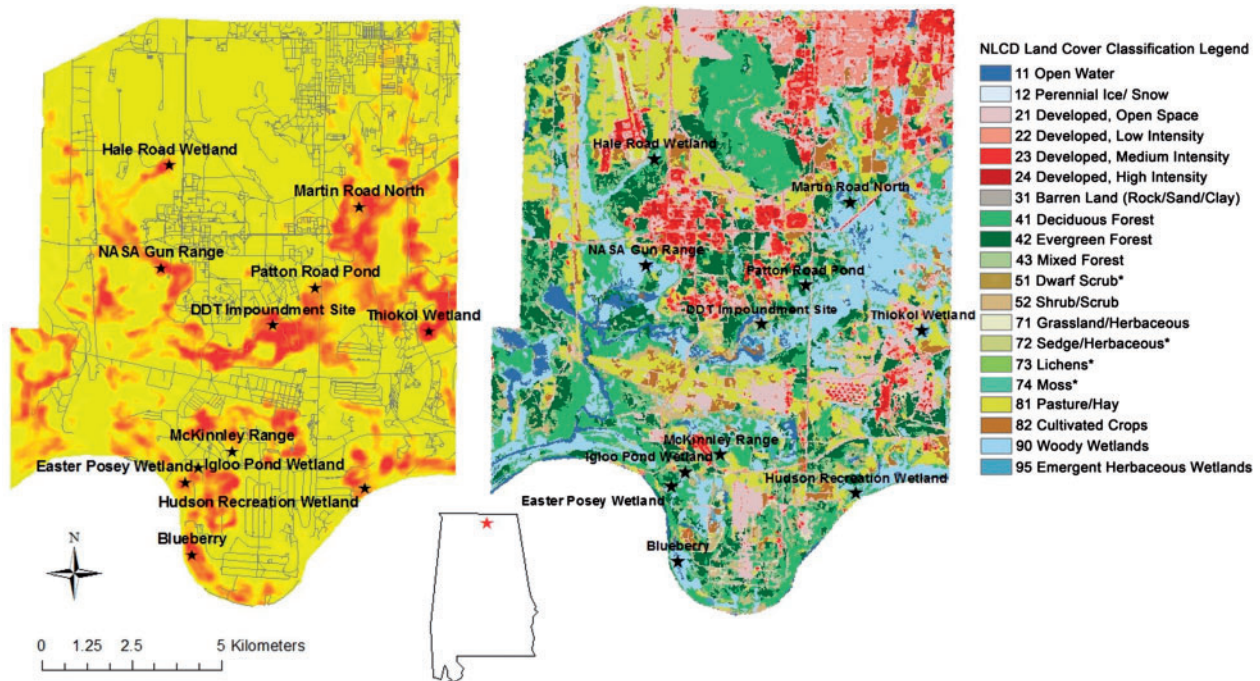 Hale Road Wetland
Martin Road North
NASA Gun Range
Patton Road Pond
DDT Impoundment Site
Thiokol Wetland
McKinnley Range
Easter Posey Wetland
Igloo Pond Wetland
Hudson Recreation Wetland
Blueberry
N
0 1.25 2.5 5 Kilometers
Hale Road Wetland
Martin Road North
NASA Gun Range
Patton Road Pond
DDT Impoundment Site
Thiokol Wetland
McKinnley Range
Igloo Pond Wetland
Hudson Recreation Wetland
Easter Posey Wetland
Blueberry
NLCD Land Cover Classification Legend
11 Open Water
12 Perennial Ice/ Snow
21 Developed, Open Space
22 Developed, Low Intensity
23 Developed, Medium Intensity
24 Developed, High Intensity
31 Barren Land (Rock/Sand/Clay)
41 Deciduous Forest
42 Evergreen Forest
43 Mixed Forest
51 Dwarf Scrub*
52 Shrub/Scrub
71 Grassland/Herbaceous
72 Sedge/Herbaceous*
73 Lichens*
74 Moss*
81 Pasture/Hay
82 Cultivated Crops
90 Woody Wetlands
95 Emergent Herbaceous Wetlands